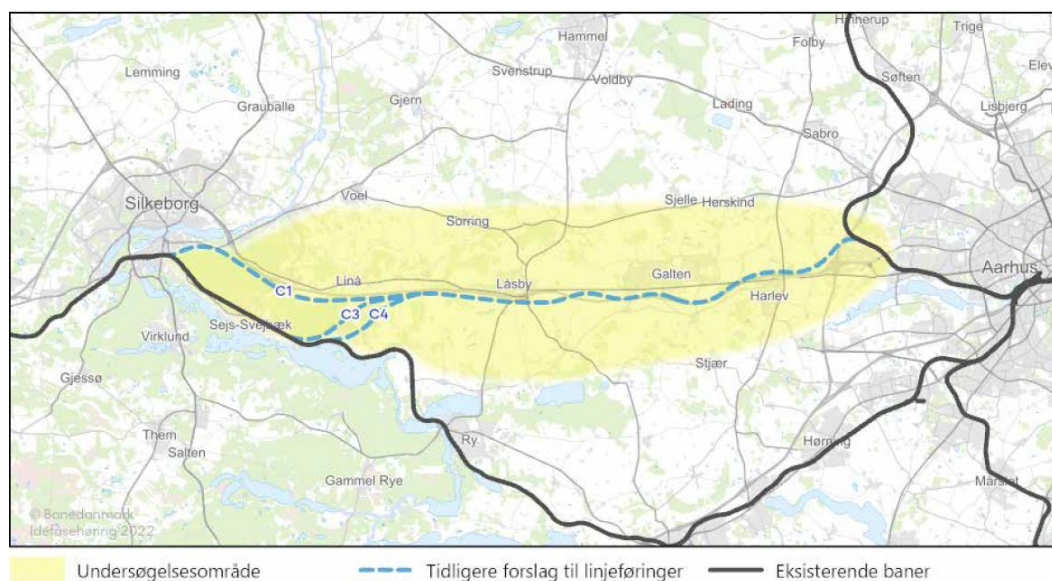 Hinnerup
Trige
Hammel
Folby
Elev
Lemming
Svenstrup
Voldby
Søften
Grauballe
Gjern
Lading
Lisbjerg
Sabro
Voel
Sjelle
Herskind
Silkeborg
Sorring
Linå
Låsby
Galten
Aarhus
C1
Harlev
C3
C4
Sejs-Svejbæk
Virklund
Stjær
Gjessø
Them
Ry
Hørning
Salten
Gammel Rye
Mårslet
© Banedanmark
Idéfasehøring 2022
Undersøgelsesområde
Tidligere forslag til linjeføringer
Eksisterende baner